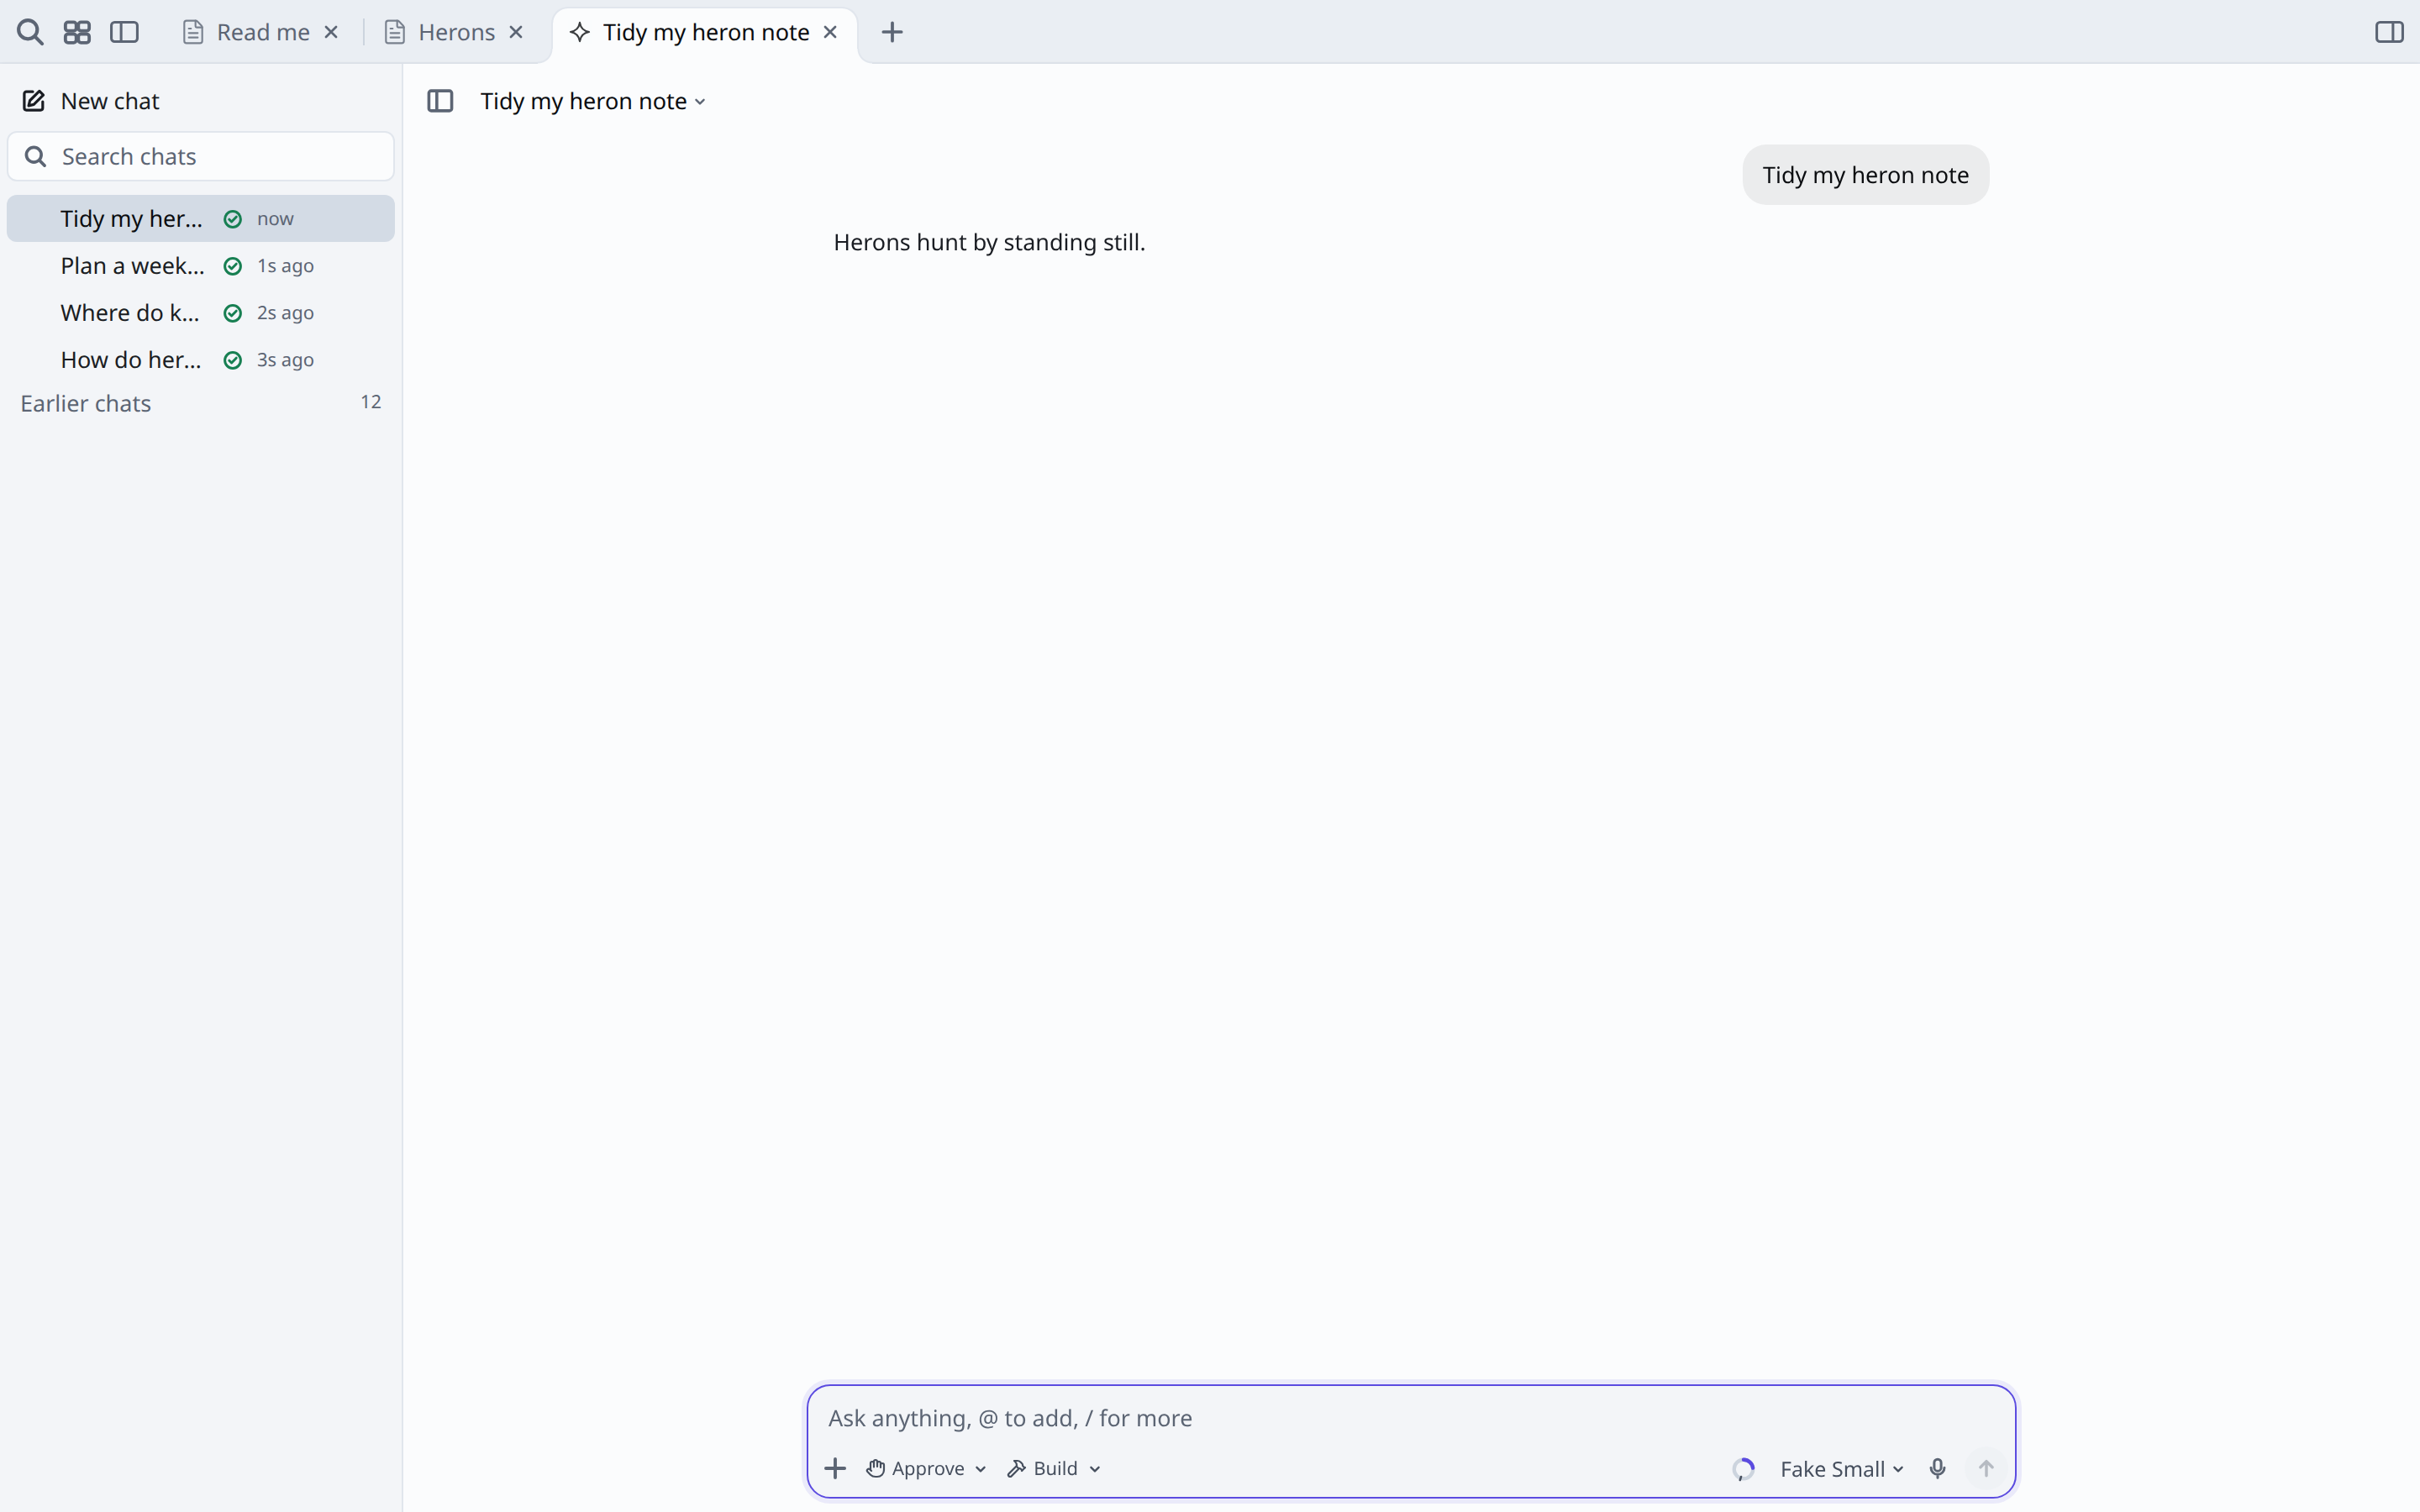 Read me
Herons
Tidy my heron note
New chat
Search chats
Tidy my her... now
Plan a week... 1s ago
Where do k... 2s ago
How do her... 3s ago
Earlier chats 12
Tidy my heron note
Tidy my heron note
Herons hunt by standing still.
Ask anything, @ to add, / for more
Approve Build Fake Small